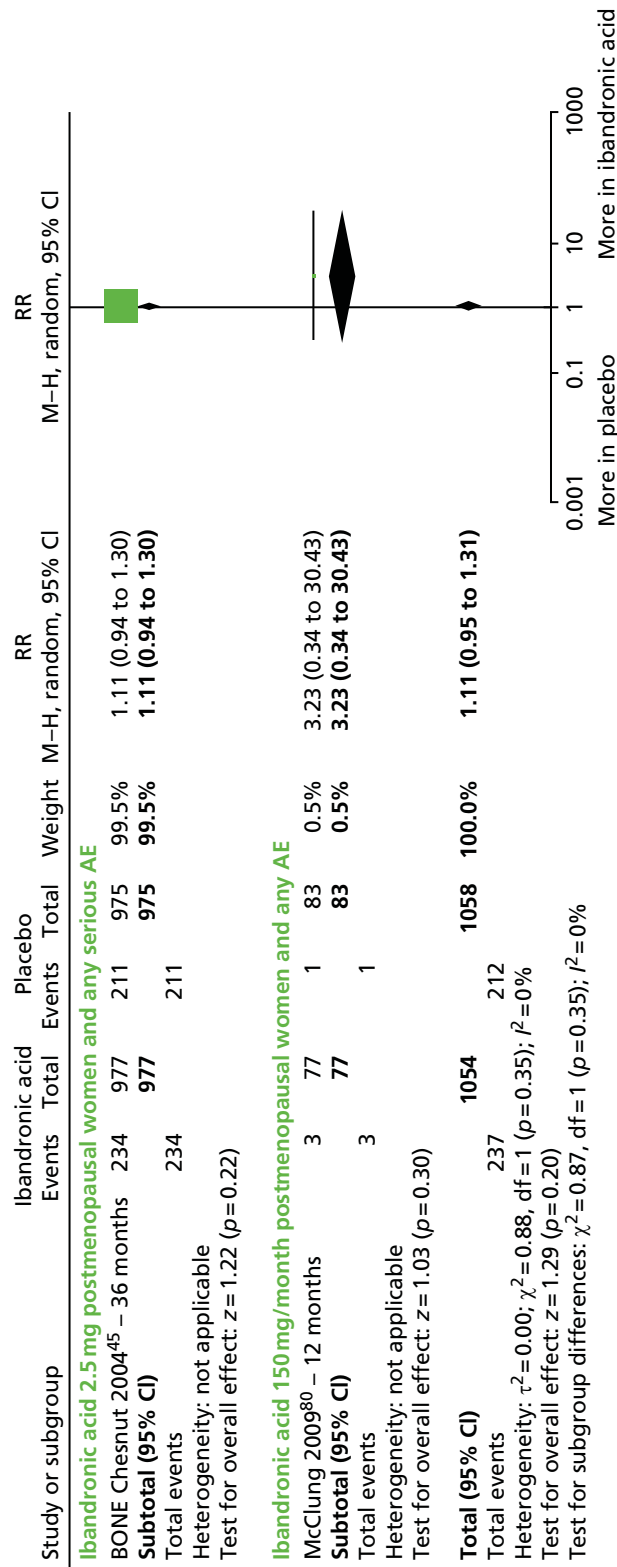 Ibandronic acid Placebo RR RR
Study or subgroup Events Total Events Total Weight M–H, random, 95% CI M–H, random, 95% CI
Ibandronic acid 2.5 mg postmenopausal women and any serious AE
BONE Chesnut 2004⁴⁵ – 36 months 234 977 211 975 99.5% 1.11 (0.94 to 1.30)
Subtotal (95% CI) 977 975 99.5% 1.11 (0.94 to 1.30)
Total events 234 211
Heterogeneity: not applicable
Test for overall effect: z = 1.22 (p = 0.22)
Ibandronic acid 150 mg/month postmenopausal women and any AE
McClung 2009⁸⁰ – 12 months 3 77 1 83 0.5% 3.23 (0.34 to 30.43)
Subtotal (95% CI) 77 83 0.5% 3.23 (0.34 to 30.43)
Total events 3 1
Heterogeneity: not applicable
Test for overall effect: z = 1.03 (p = 0.30)
Total (95% CI) 1054 1058 100.0% 1.11 (0.95 to 1.31)
Total events 237 212
Heterogeneity: τ² = 0.00; χ² = 0.88, df = 1 (p = 0.35); I² = 0%
Test for overall effect: z = 1.29 (p = 0.20)
Test for subgroup differences: χ² = 0.87, df = 1 (p = 0.35); I² = 0%
0.001 0.1 1 10 1000
More in placebo More in ibandronic acid